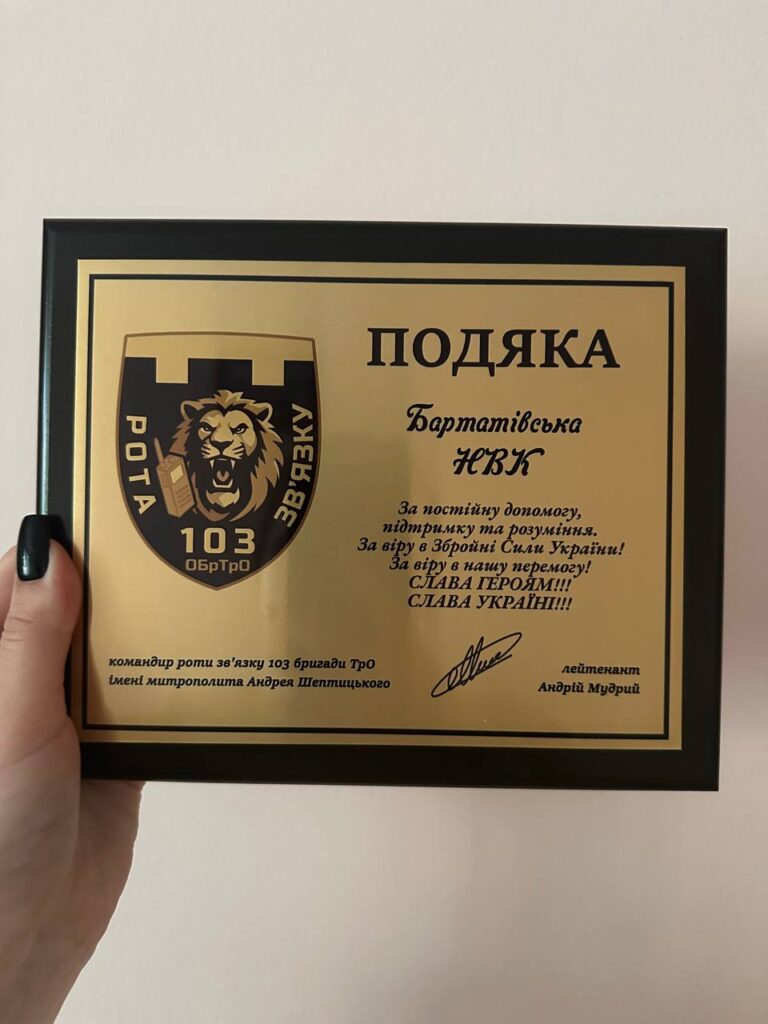 РОТА
ЗВ'ЯЗКУ
103
ОБрТрО
ПОДЯКА
Бартатівська
НВК
За постійну допомогу,
підтримку та розуміння.
За віру в Збройні Сили України!
За віру в нашу перемогу!
СЛАВА ГЕРОЯМ!!!
СЛАВА УКРАЇНІ!!!
командир роти зв'язку 103 бригади ТрО
імені митрополита Андрея Шептицького
лейтенант
Андрій Мудрий